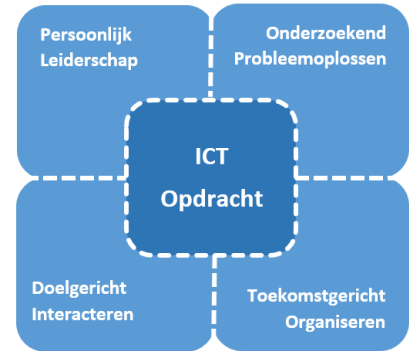 Persoonlijk
Leiderschap
Onderzoekend
Probleemoplossen
ICT
Opdracht
Doelgericht
Interacteren
Toekomstgericht
Organiseren